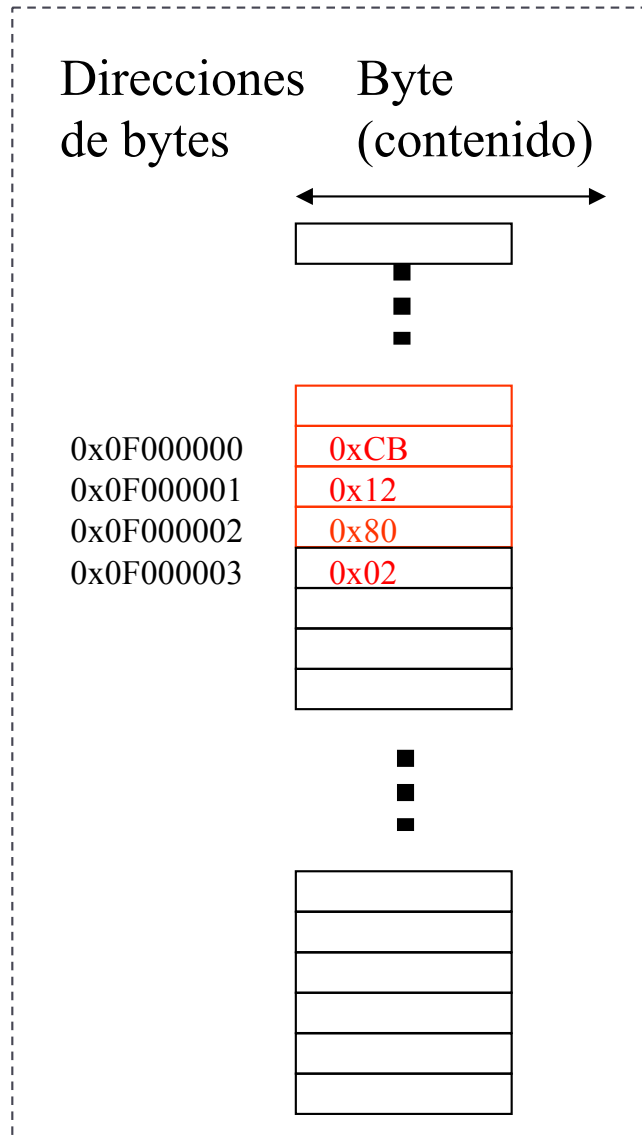 Direcciones Byte
de bytes (contenido)
0x0F000000 0xCB
0x0F000001 0x12
0x0F000002 0x80
0x0F000003 0x02